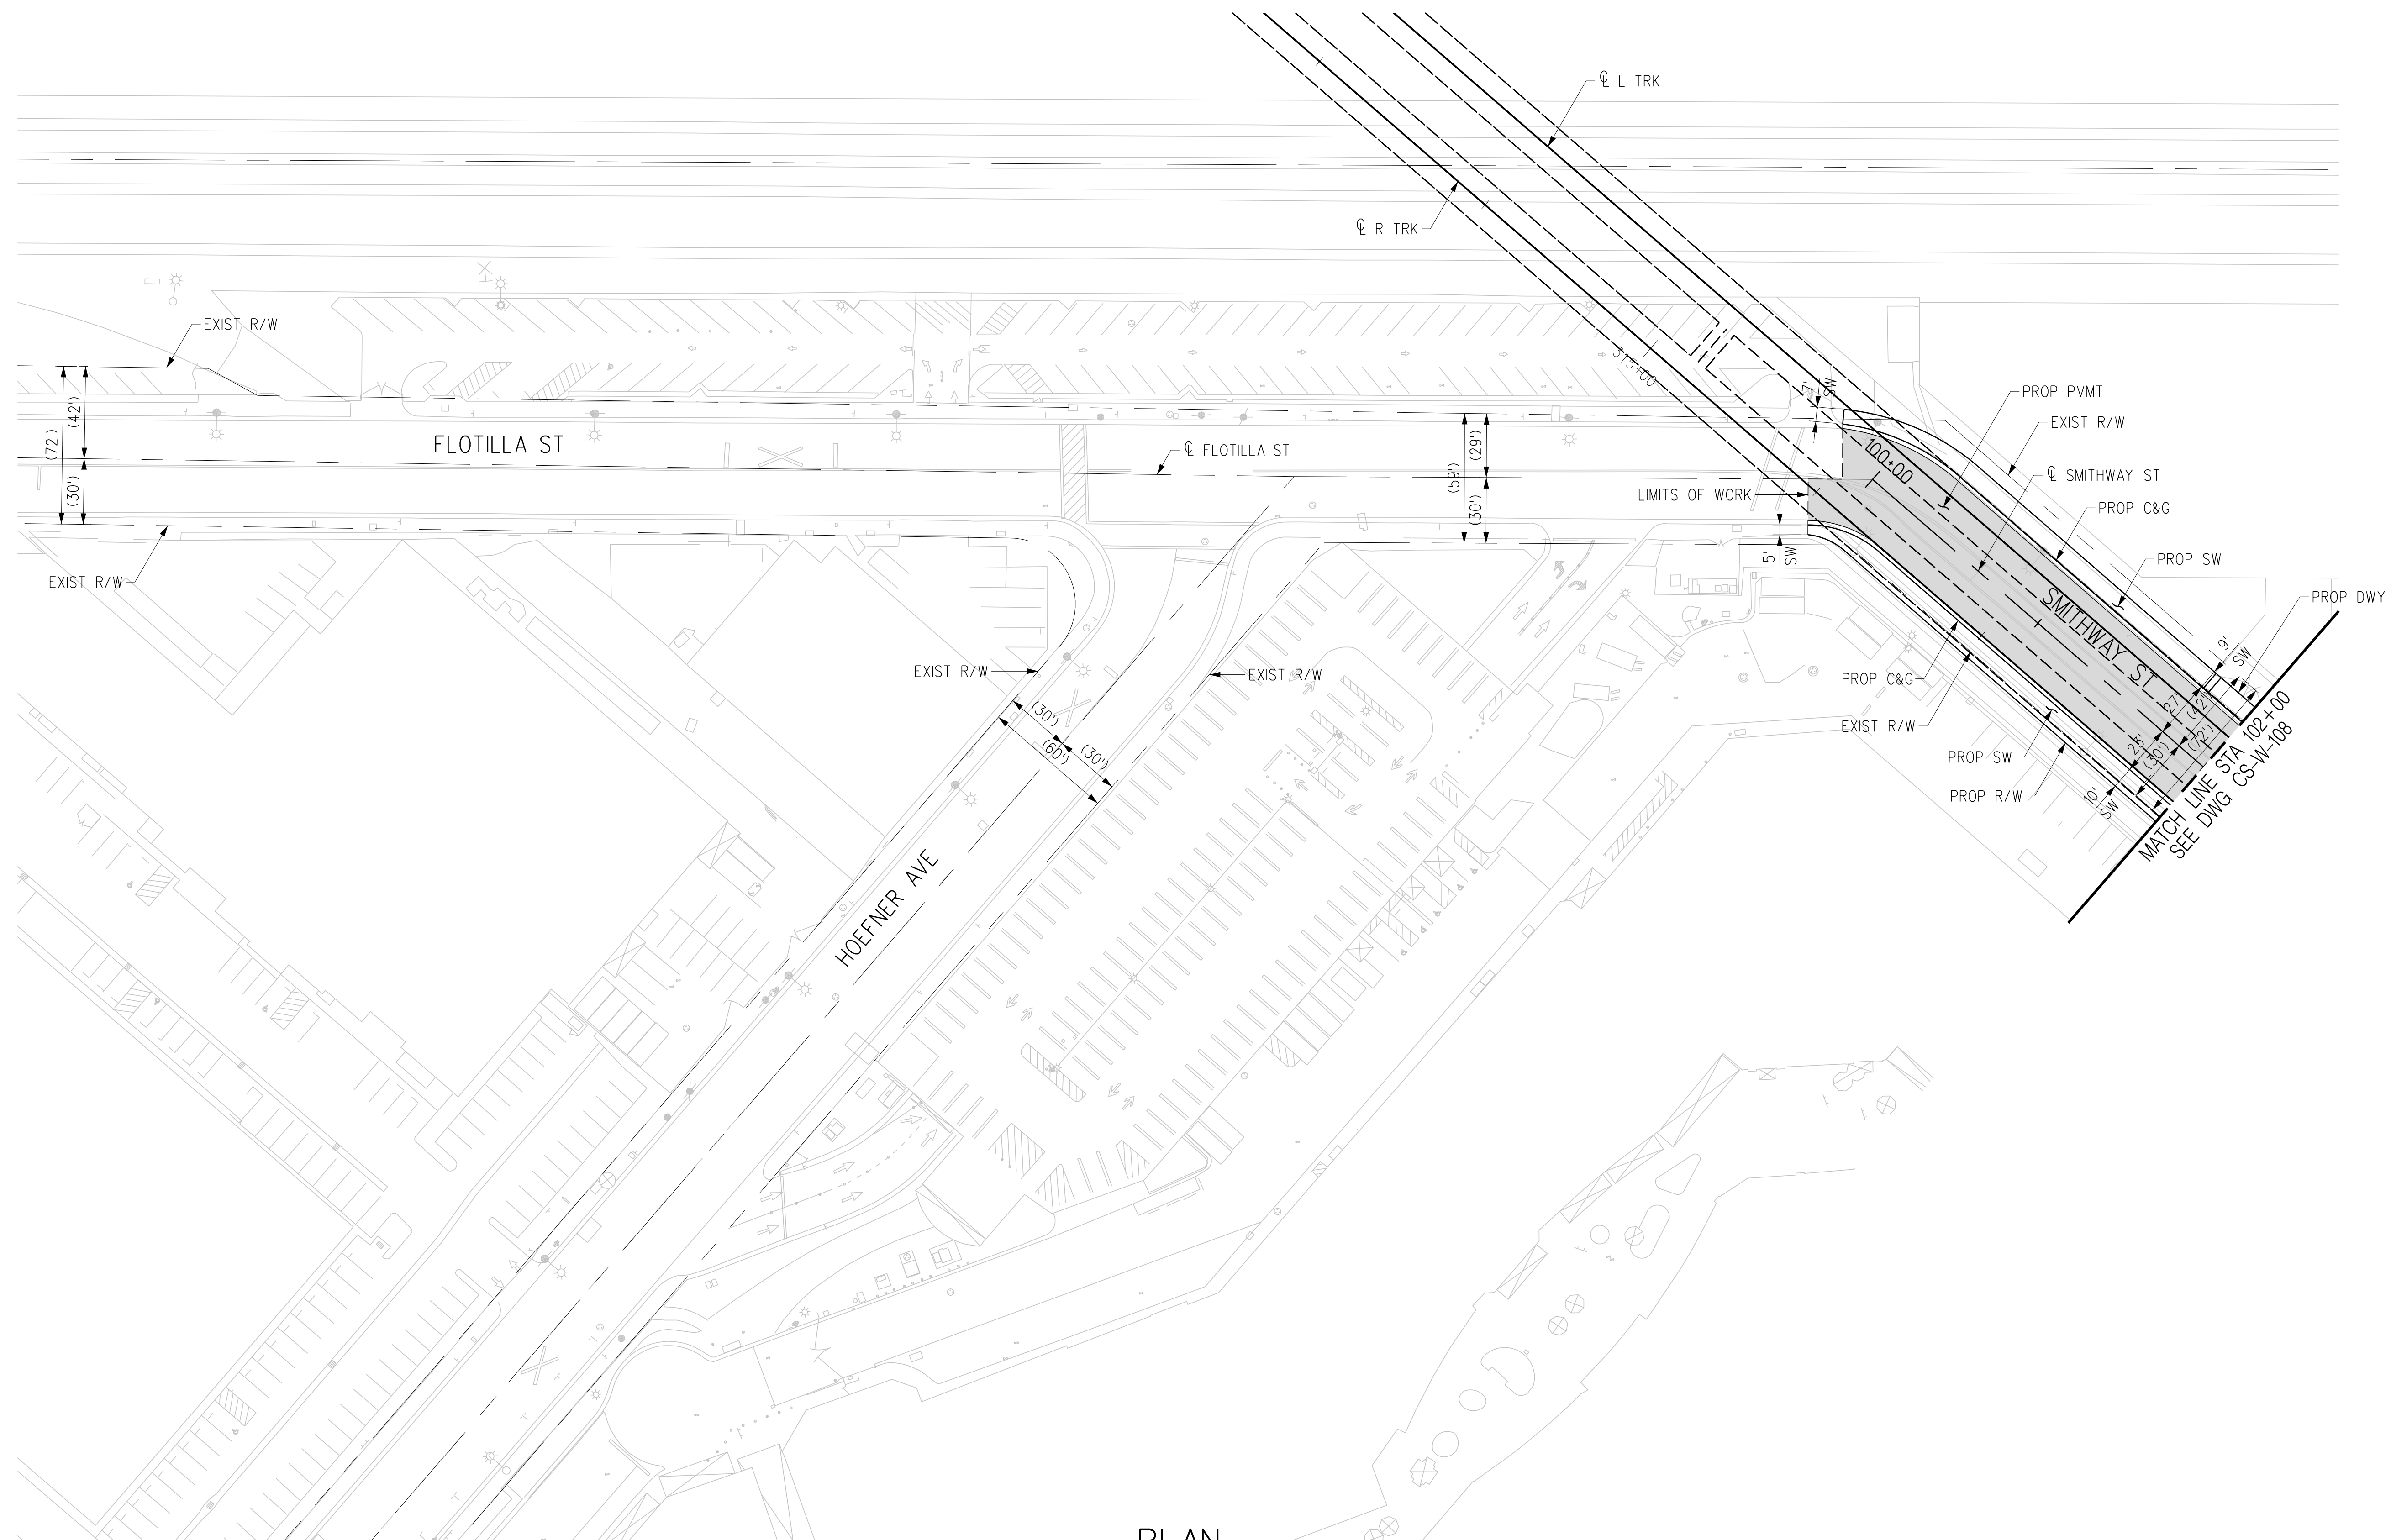 ℄ L TRK
℄ R TRK
EXIST R/W
(42')
(72')
(30')
FLOTILLA ST
EXIST R/W
℄ FLOTILLA ST
(29')
(59')
(30')
315+00
7'
SW
PROP PVMT
EXIST R/W
100+00
℄ SMITHWAY ST
LIMITS OF WORK
PROP C&G
5'
SW
PROP SW
PROP DWY
SMITHWAY ST
9'
SW
EXIST R/W
EXIST R/W
PROP C&G
EXIST R/W
PROP SW
PROP R/W
27'
(42')
23'
(30')
(72')
10'
SW
MATCH LINE STA 102+00
SEE DWG CS-W-108
(30')
(30')
(60')
HOEFNER AVE
PLAN